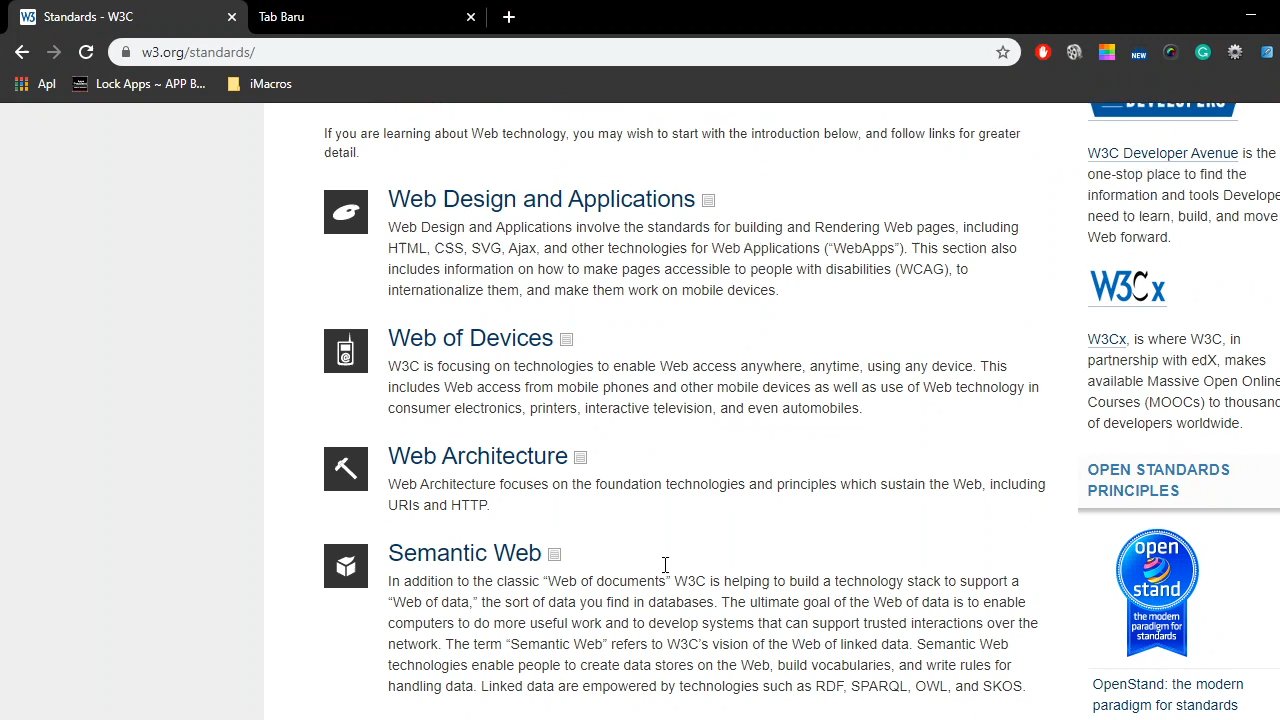 Standards - W3C
Tab Baru
w3.org/standards/
NEW
Apl
Lock Apps ~ APP B...
iMacros
If you are learning about Web technology, you may wish to start with the introduction below, and follow links for greater
detail.
Web Design and Applications
Web Design and Applications involve the standards for building and Rendering Web pages, including
HTML, CSS, SVG, Ajax, and other technologies for Web Applications (“WebApps”). This section also
includes information on how to make pages accessible to people with disabilities (WCAG), to
internationalize them, and make them work on mobile devices.
Web of Devices
W3C is focusing on technologies to enable Web access anywhere, anytime, using any device. This
includes Web access from mobile phones and other mobile devices as well as use of Web technology in
consumer electronics, printers, interactive television, and even automobiles.
Web Architecture
Web Architecture focuses on the foundation technologies and principles which sustain the Web, including
URIs and HTTP.
Semantic Web
In addition to the classic “Web of documents” W3C is helping to build a technology stack to support a
“Web of data,” the sort of data you find in databases. The ultimate goal of the Web of data is to enable
computers to do more useful work and to develop systems that can support trusted interactions over the
network. The term “Semantic Web” refers to W3C’s vision of the Web of linked data. Semantic Web
technologies enable people to create data stores on the Web, build vocabularies, and write rules for
handling data. Linked data are empowered by technologies such as RDF, SPARQL, OWL, and SKOS.
DEVELOPERS
W3C Developer Avenue is the
one-stop place to find the
information and tools Develope
need to learn, build, and move
Web forward.
W3Cx
W3Cx, is where W3C, in
partnership with edX, makes
available Massive Open Online
Courses (MOOCs) to thousanc
of developers worldwide.
OPEN STANDARDS
PRINCIPLES
open
stand
the modern
paradigm for
standards
OpenStand: the modern
paradigm for standards